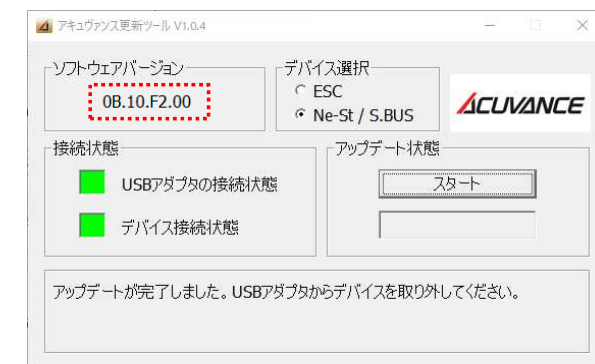 アキュヴァンス更新ツール V1.0.4
ソフトウェアバージョン
0B.10.F2.00
デバイス選択
ESC
Ne-St / S.BUS
ACUVANCE
接続状態
USBアダプタの接続状態
デバイス接続状態
アップデート状態
スタート
アップデートが完了しました。USBアダプタからデバイスを取り外してください。